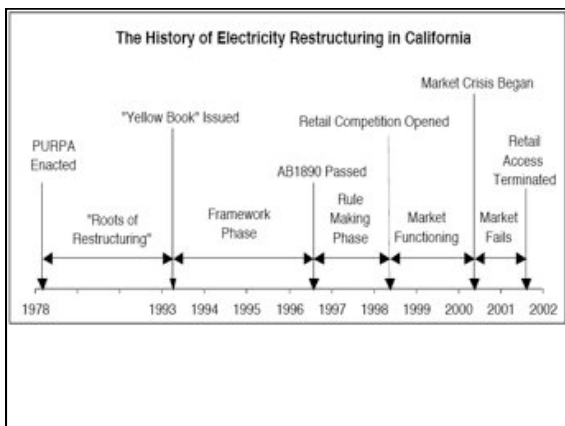 The History of Electricity Restructuring in California
Market Crisis Began
"Yellow Book" Issued
Retail Competition Opened
PURPA
Enacted
Retail
Access
Terminated
AB1890 Passed
"Roots of
Restructuring"
Framework
Phase
Rule
Making
Phase
Market
Functioning
Market
Fails
1978 1993 1994 1995 1996 1997 1998 1999 2000 2001 2002